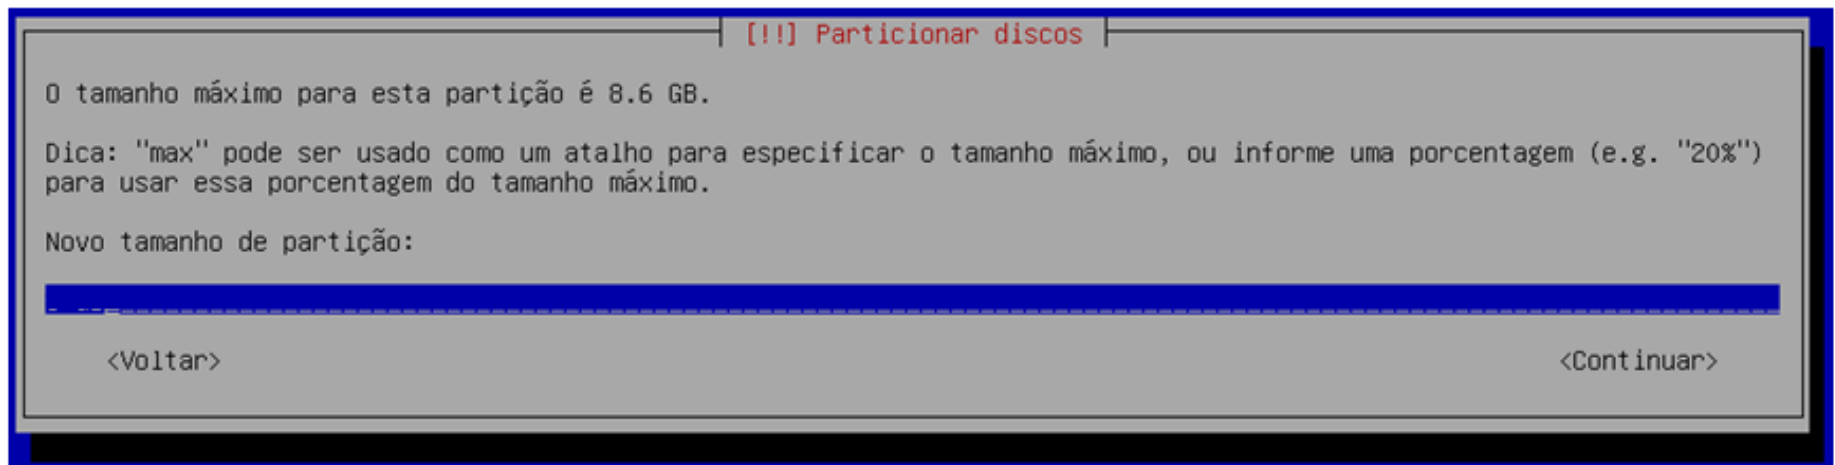 [!!] Particionar discos
O tamanho máximo para esta partição é 8.6 GB.
Dica: "max" pode ser usado como um atalho para especificar o tamanho máximo, ou informe uma porcentagem (e.g. "20%")
para usar essa porcentagem do tamanho máximo.
Novo tamanho de partição:
<Voltar> <Continuar>